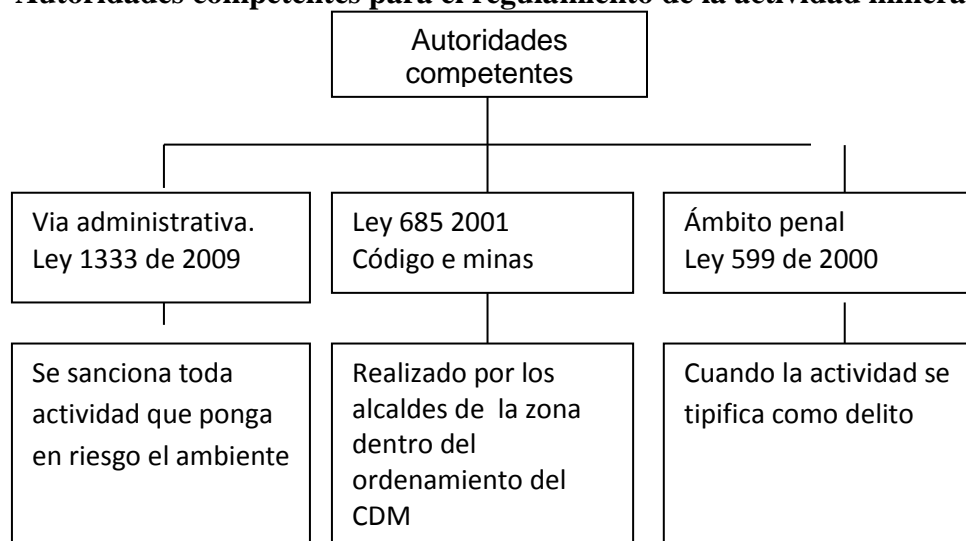 Autoridades competentes para el regulamiento de la actividad minera
Autoridades
competentes
Via administrativa.
Ley 1333 de 2009
Ley 685 2001
Código e minas
Ámbito penal
Ley 599 de 2000
Se sanciona toda
actividad que ponga
en riesgo el ambiente
Realizado por los
alcaldes de la zona
dentro del
ordenamiento del
CDM
Cuando la actividad se
tipifica como delito